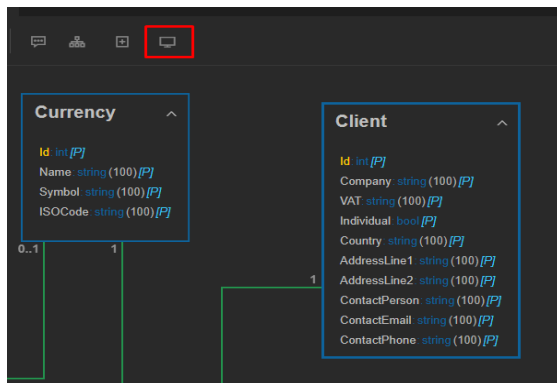 Currency
Id: int [P]
Name: string (100) [P]
Symbol: string (100) [P]
ISOCode: string (100) [P]
0..1
1
Client
Id: int [P]
Company: string (100) [P]
VAT: string (100) [P]
Individual: bool [P]
Country: string (100) [P]
AddressLine1: string (100) [P]
AddressLine2: string (100) [P]
ContactPerson: string (100) [P]
ContactEmail: string (100) [P]
ContactPhone: string (100) [P]
1